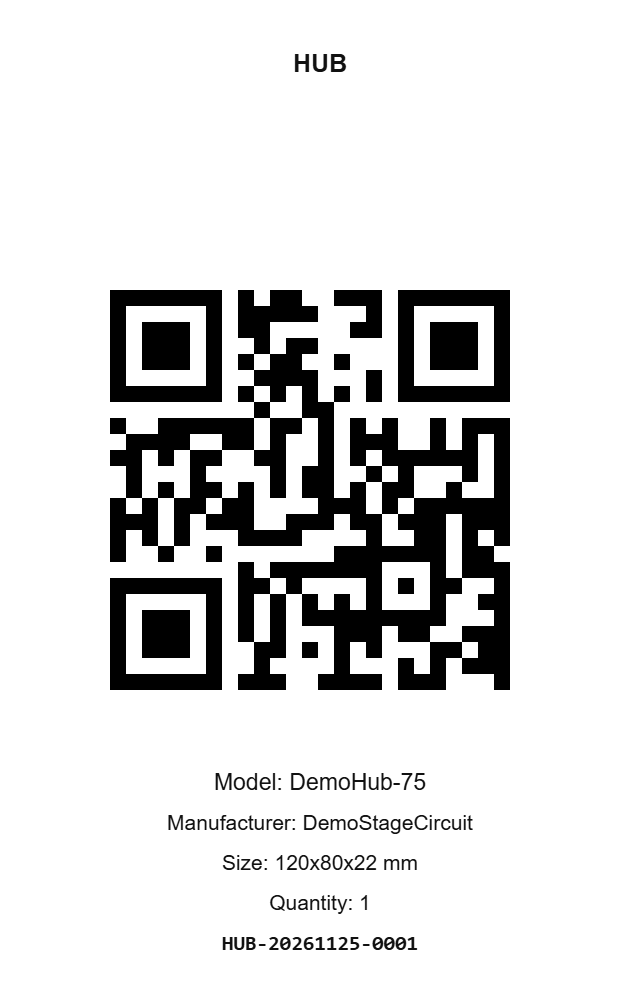 HUB
Model: DemoHub-75
Manufacturer: DemoStageCircuit
Size: 120x80x22 mm
Quantity: 1
HUB-20261125-0001